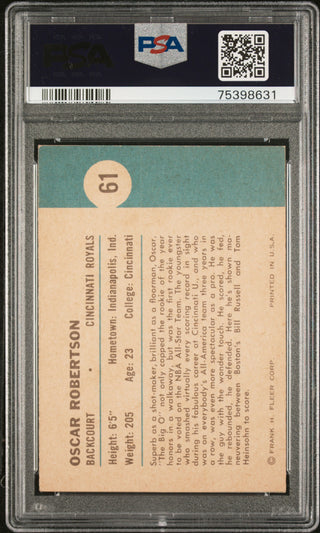 PSA
PSA
75398631
61
OSCAR ROBERTSON
BACKCOURT • CINCINNATI ROYALS
Height: 6'5" Hometown: Indianapolis, Ind.
Weight: 205 Age: 23 College: Cincinnati
Superb as a shot-maker, brilliant as a floorman, Oscar,
"The Big O" not only copped the rookie of the year
honors in a walkaway, but was the first rookie ever
to be voted on the NBA All-Star team. The youngster
who smashed virtually every scoring record in sight
during his fabulous career at Cincinnati U., and who
was an everybody's All-America team three years in
a row, was even more spectacular as a pro. He was
the guy with the wonder touch. He scored, he fed,
he rebounded, he defended. Here he's shown ma-
neuvering between Boston's Bill Russell and Tom
Heinsohn to score.
© FRANK H. FLEER CORP. PRINTED IN U.S.A.